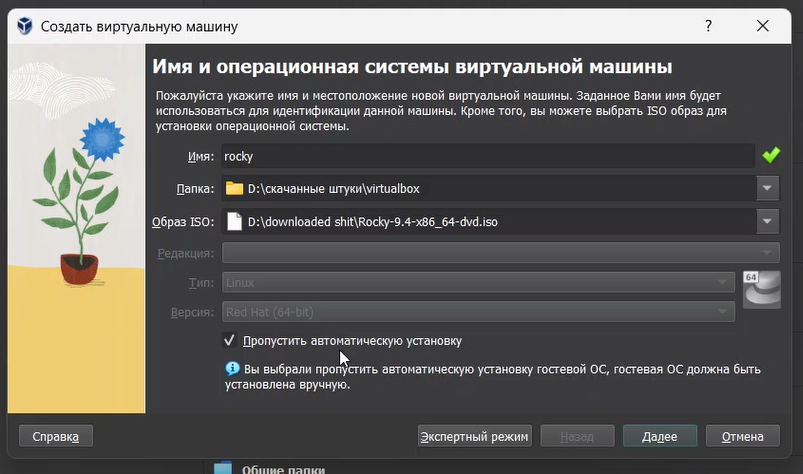 Создать виртуальную машину
?
Имя и операционная системы виртуальной машины
Пожалуйста укажите имя и местоположение новой виртуальной машины. Заданное Вами имя будет
использоваться для идентификации данной машины. Кроме того, вы можете выбрать ISO образ для
установки операционной системы.
Имя: rocky
Папка: D:\скачанные штуки\virtualbox
Образ ISO: D:\downloaded shit\Rocky-9.4-x86_64-dvd.iso
Редакция:
Тип: Linux
64
Версия: Red Hat (64-bit)
Пропустить автоматическую установку
Вы выбрали пропустить автоматическую установку гостевой ОС, гостевая ОС должна быть
установлена вручную.
Справка Экспертный режим Назад Далее Отмена
Общие папки